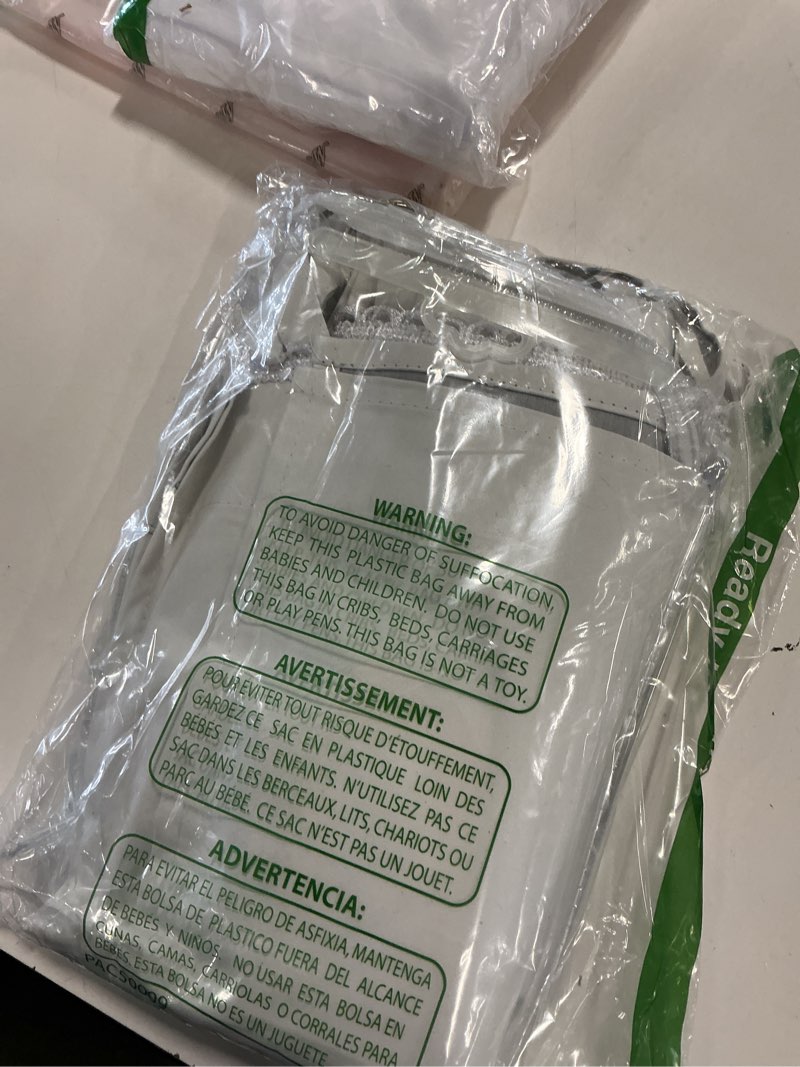 WARNING:
TO AVOID DANGER OF SUFFOCATION,
KEEP THIS PLASTIC BAG AWAY FROM
BABIES AND CHILDREN. DO NOT USE
THIS BAG IN CRIBS, BEDS, CARRIAGES
OR PLAY PENS. THIS BAG IS NOT A TOY.
AVERTISSEMENT:
POUR EVITER TOUT RISQUE D'ÉTOUFFEMENT,
GARDEZ CE SAC EN PLASTIQUE LOIN DES
BEBES ET LES ENFANTS. N'UTILISEZ PAS CE
SAC DANS LES BERCEAUX, LITS, CHARIOTS OU
PARC AU BEBÉ. CE SAC N'EST PAS UN JOUET.
ADVERTENCIA:
PARA EVITAR EL PELIGRO DE ASFIXIA, MANTENGA
ESTA BOLSA DE PLASTICO FUERA DEL ALCANCE
DE BEBES Y NIÑOS. NO USAR ESTA BOLSA EN
CUNAS, CAMAS, CARRIOLAS O CORRALES PARA
BEBES, ESTA BOLSA NO ES UN JUGUETE
Ready